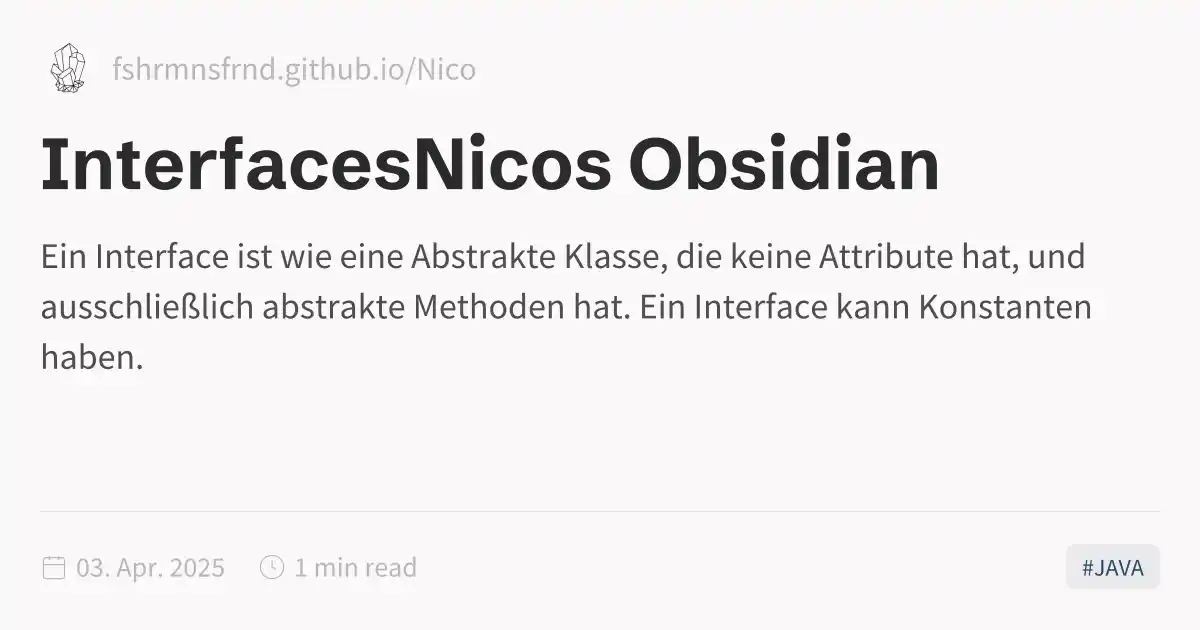 fshrmnsfrnd.github.io/Nico
InterfacesNicos Obsidian
Ein Interface ist wie eine Abstrakte Klasse, die keine Attribute hat, und
ausschließlich abstrakte Methoden hat. Ein Interface kann Konstanten
haben.
03. Apr. 2025 1 min read #JAVA